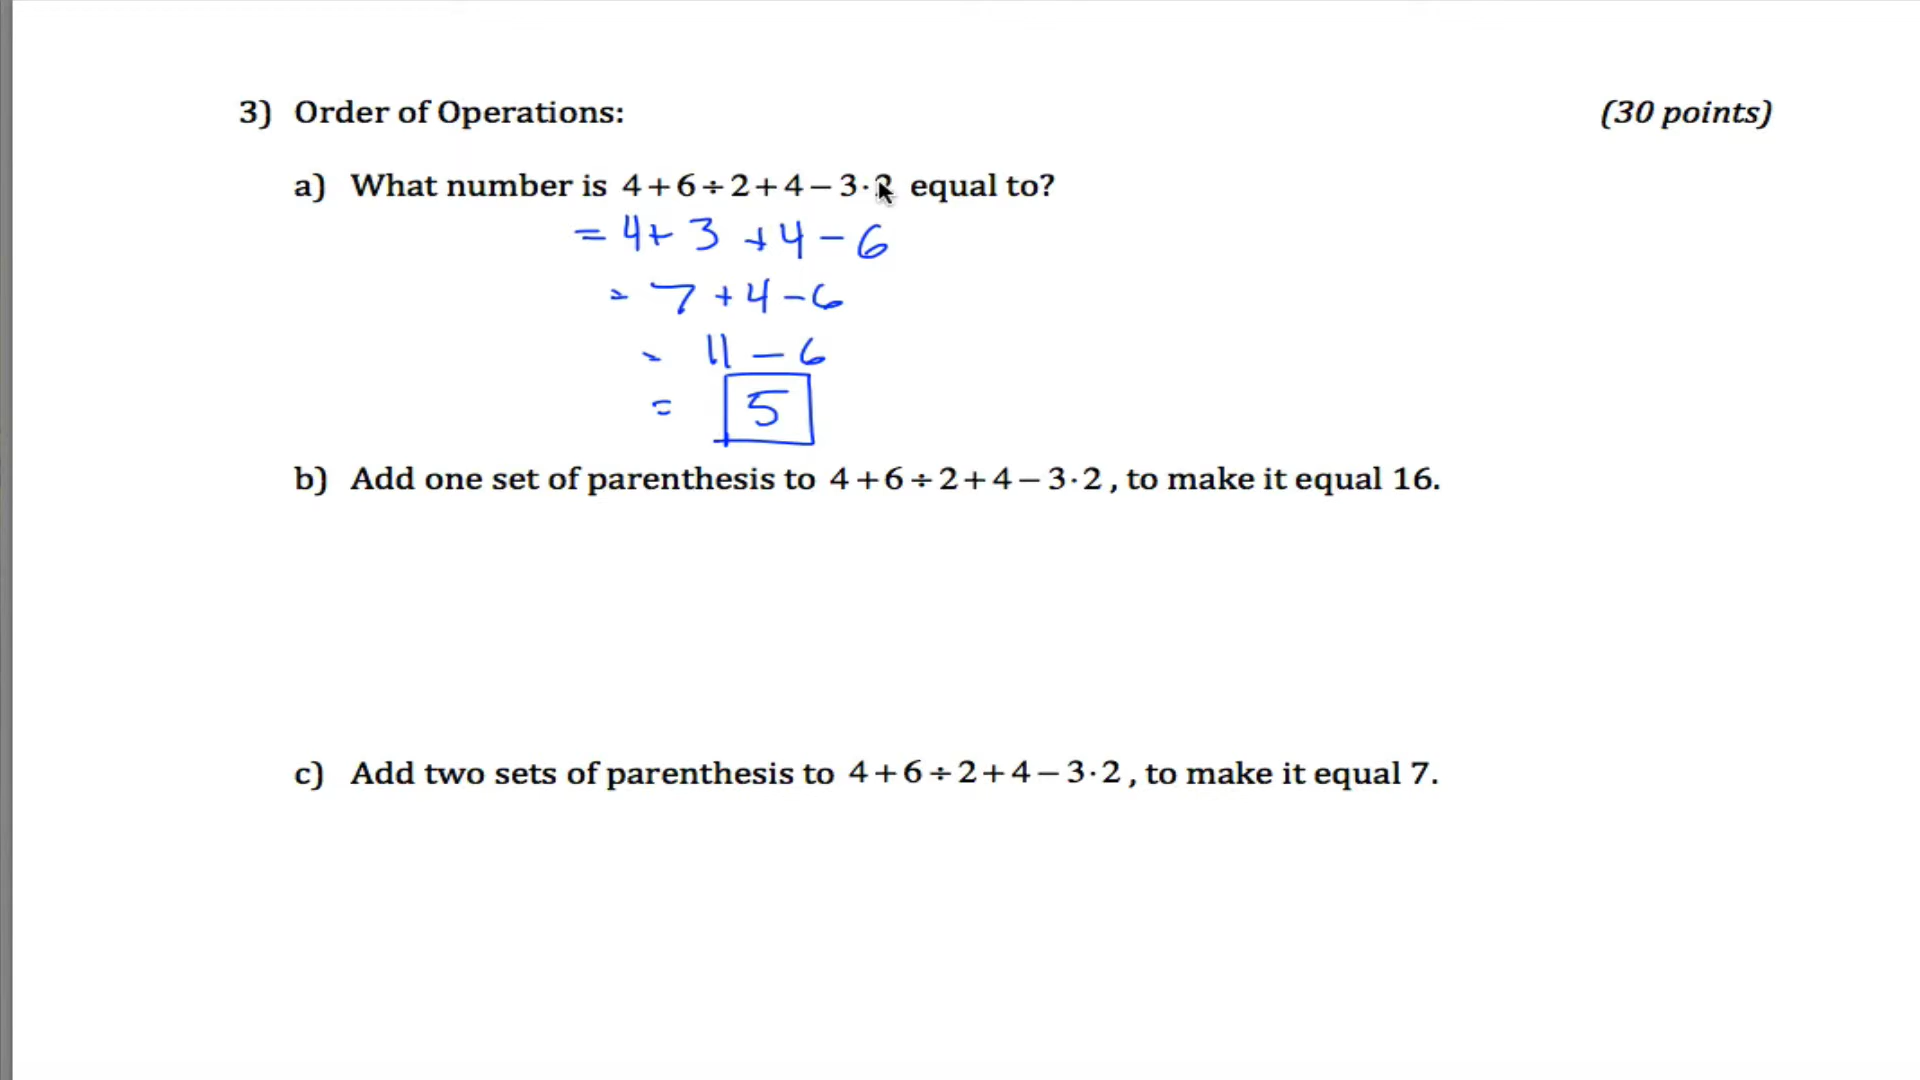 3) Order of Operations: (30 points)
a) What number is 4+6÷2+4−3·2 equal to?
= 4+ 3 +4−6
= 7+4−6
= 11−6
= 5
b) Add one set of parenthesis to 4+6÷2+4−3·2, to make it equal 16.
c) Add two sets of parenthesis to 4+6÷2+4−3·2, to make it equal 7.